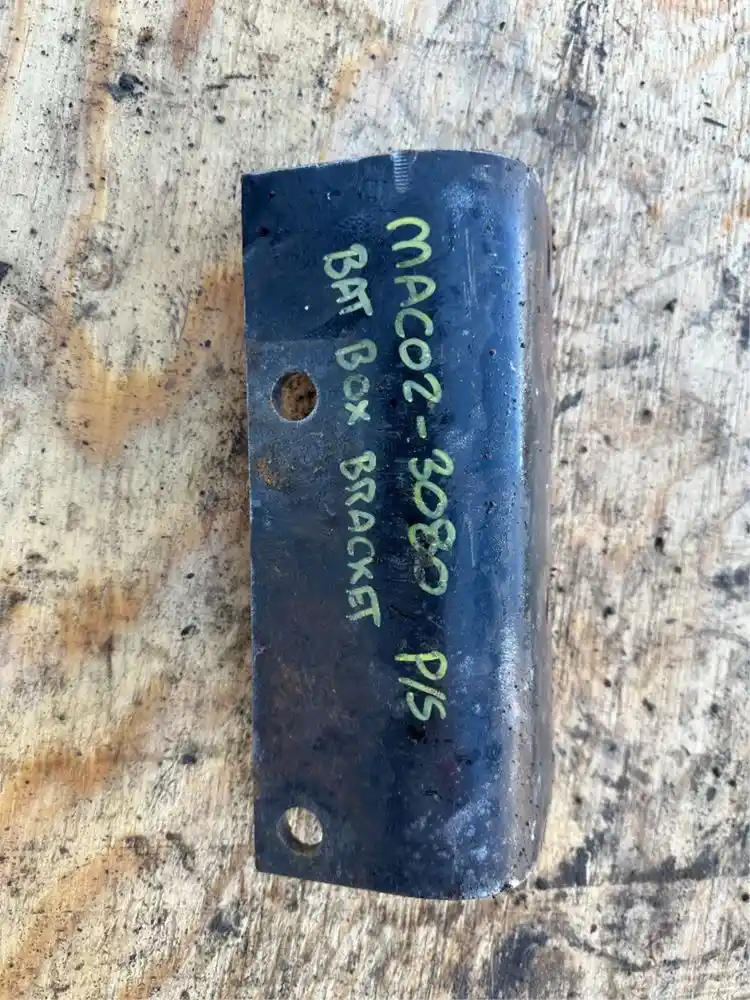 MAC02-3080 P/S
BAT BOX BRACKET